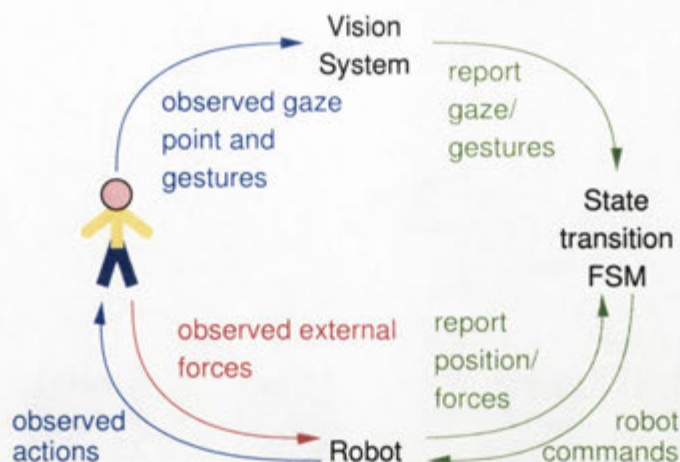 Vision
System
observed gaze
point and
gestures
report
gaze/
gestures
State
transition
FSM
observed external
forces
report
position/
forces
observed
actions
Robot
robot
commands